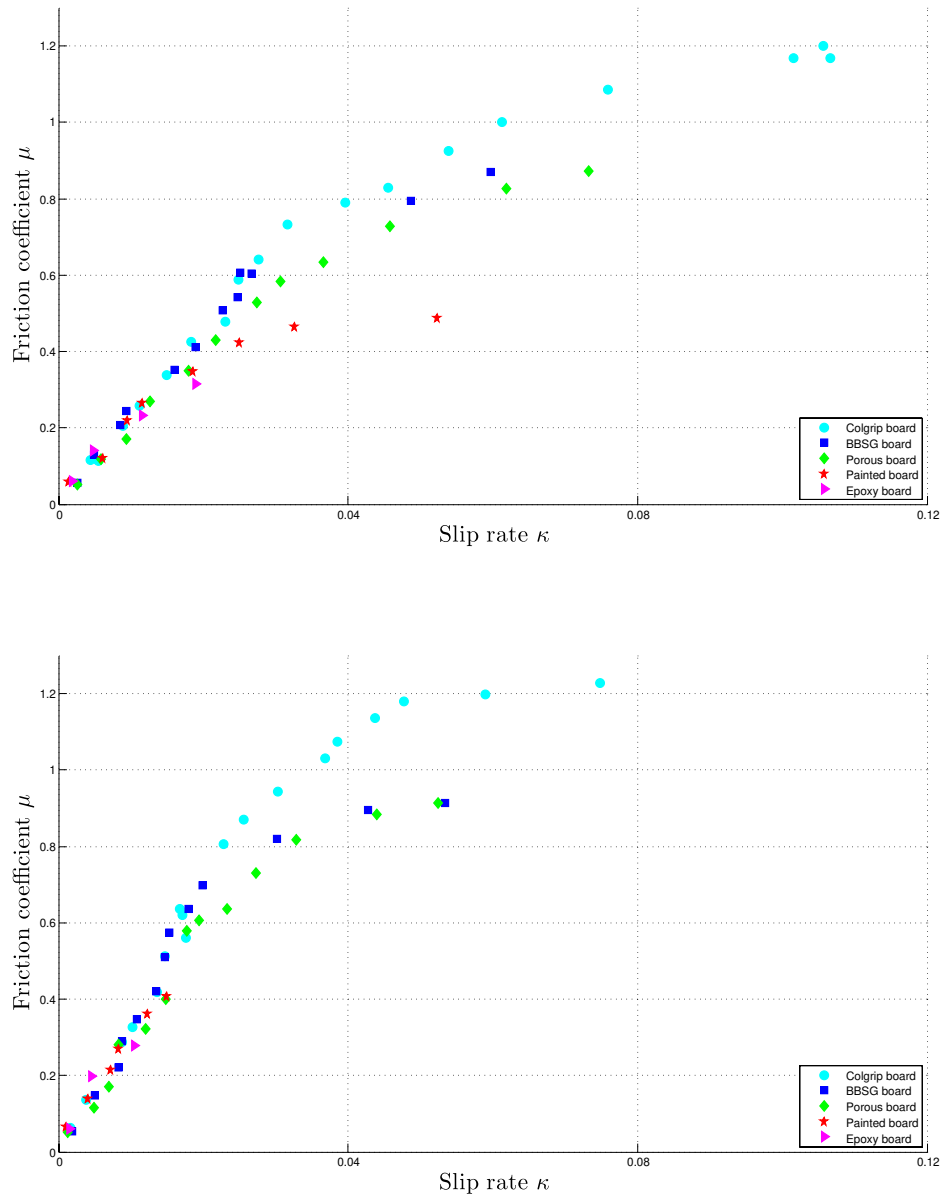 1.2
1
0.8
0.6
0.4
0.2
0
Friction coefficient μ
Colgrip board
BBSG board
Porous board
Painted board
Epoxy board
0 0.04 0.08 0.12
Slip rate κ
1.2
1
0.8
0.6
0.4
0.2
0
Friction coefficient μ
Colgrip board
BBSG board
Porous board
Painted board
Epoxy board
0 0.04 0.08 0.12
Slip rate κ